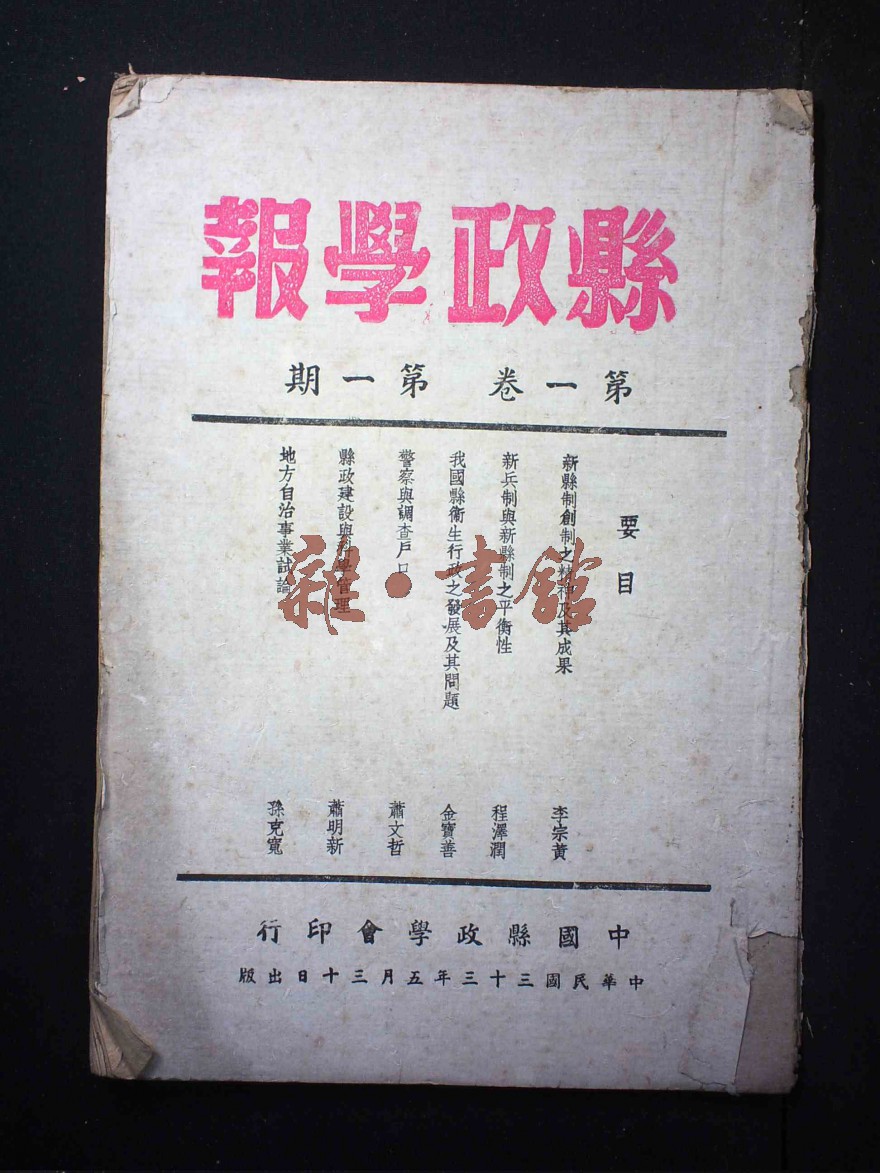 縣政學報
第一卷 第一期
要目
新縣制創制之精神及其成果 李宗黃
新兵制與新縣制之平衡性 程澤潤
我國縣衞生行政之發展及其問題 金寶善
警察與調查戶口 蕭文哲
縣政建設與科學管理 蕭明新
地方自治事業試論 孫克寬
中國縣政學會印行
中華民國三十三年五月三十日出版
雜·書館